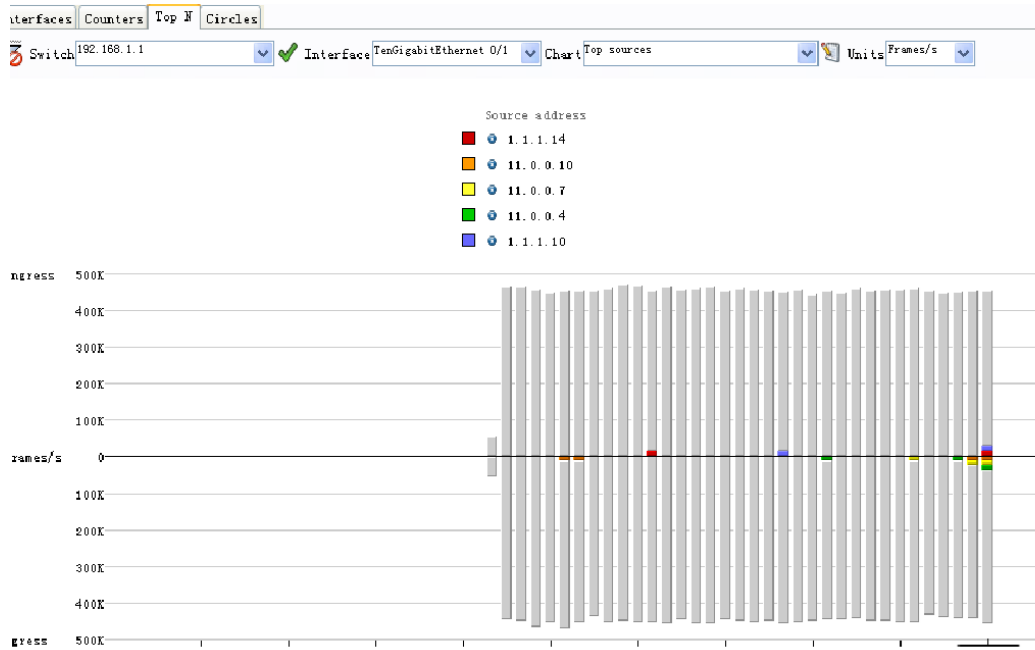 nterfaces Counters Top N Circles
Switch 192.168.1.1 Interface TenGigabitEthernet 0/1 Chart Top sources Units Frames/s
Source address
1.1.1.14
11.0.0.10
11.0.0.7
11.0.0.4
1.1.1.10
ngress 500K
400K
300K
200K
100K
rames/s 0
100K
200K
300K
400K
gress 500K